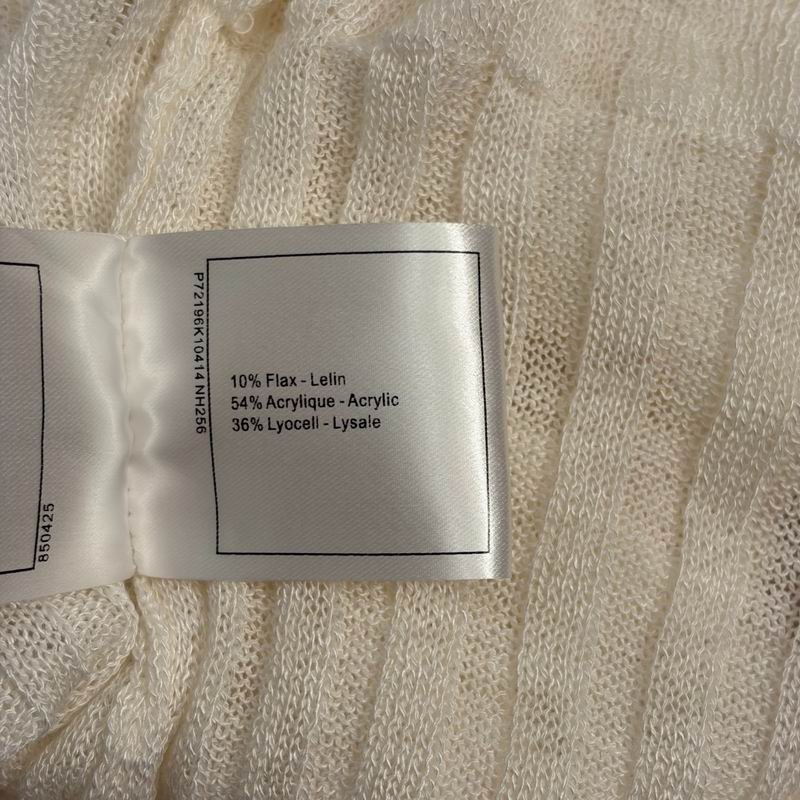 850425
P72196K10414 NH256
10% Flax - Lelin
54% Acrylique - Acrylic
36% Lyocell - Lysale